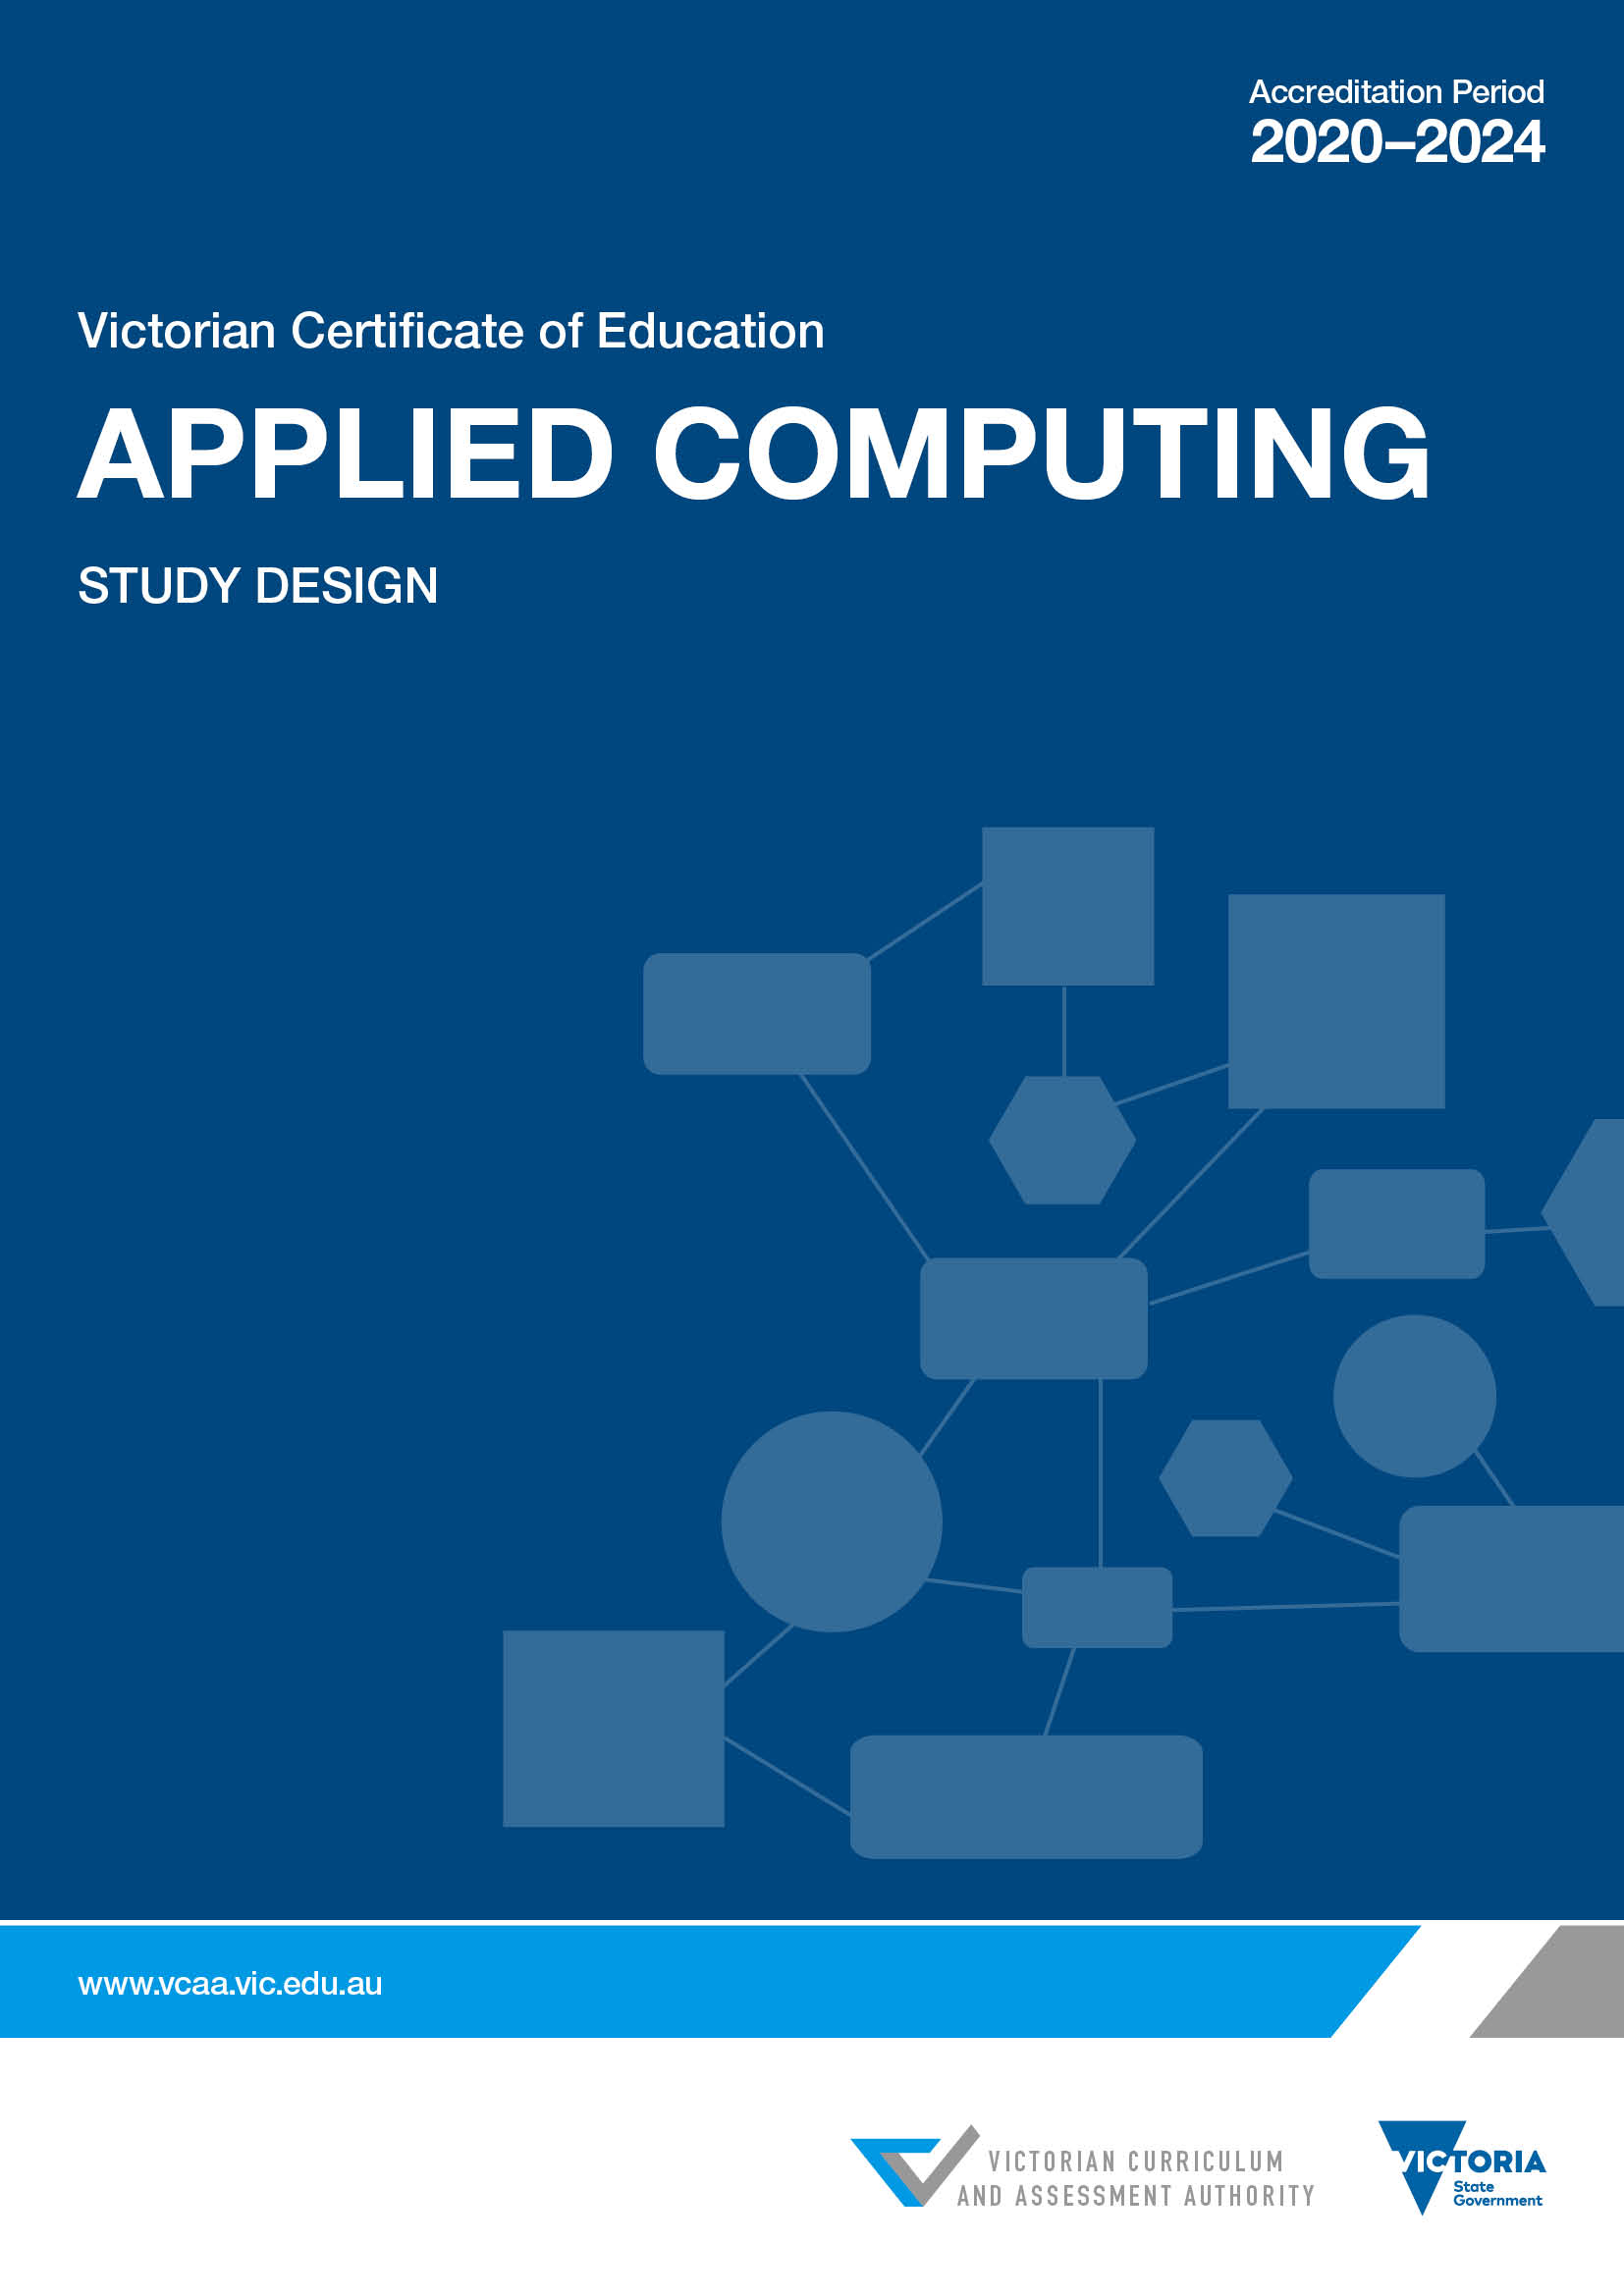 Accreditation Period
2020–2024
Victorian Certificate of Education
APPLIED COMPUTING
STUDY DESIGN
www.vcaa.vic.edu.au
VICTORIAN CURRICULUM
AND ASSESSMENT AUTHORITY
VICTORIA
State
Government